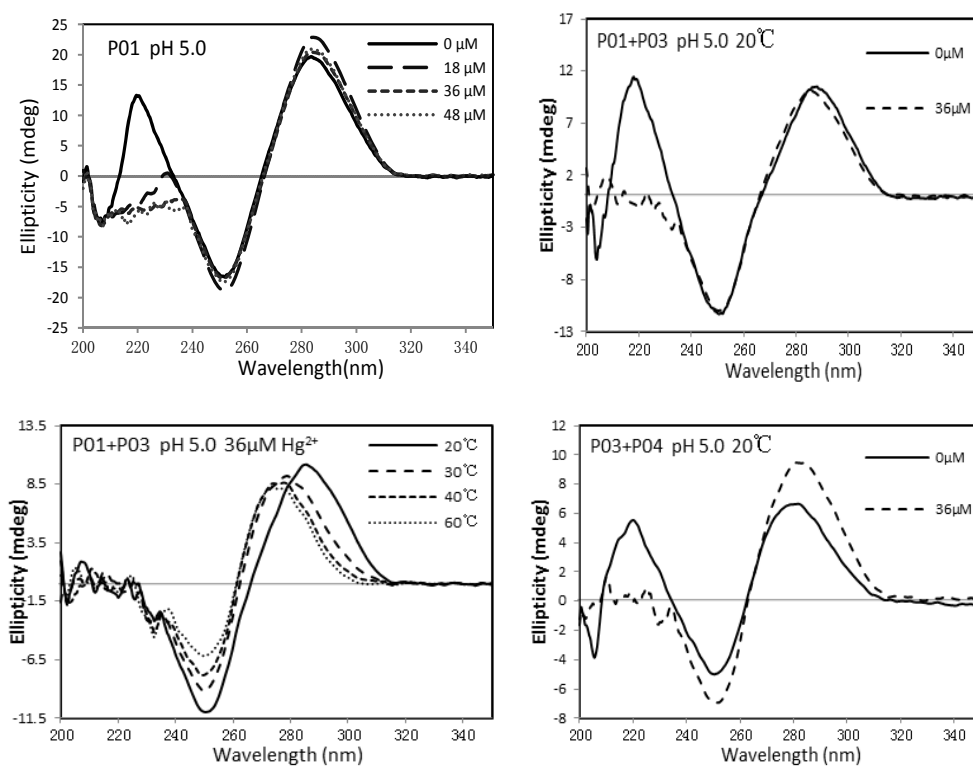 P01 pH 5.0
0 µM
18 µM
36 µM
48 µM
25
20
15
10
5
0
-5
-10
-15
-20
-25
200 220 240 260 280 300 320 340
Ellipticity (mdeg)
Wavelength(nm)
P01+P03 pH 5.0 20℃
0µM
36µM
17
12
7
2
-3
-8
-13
200 220 240 260 280 300 320 340
Ellipticity (mdeg)
Wavelength (nm)
P01+P03 pH 5.0 36µM Hg²⁺
20℃
30℃
40℃
60℃
13.5
8.5
3.5
-1.5
-6.5
-11.5
200 220 240 260 280 300 320 340
Ellipticity (mdeg)
Wavelength (nm)
P03+P04 pH 5.0 20℃
0µM
36µM
12
10
8
6
4
2
0
-2
-4
-6
-8
200 220 240 260 280 300 320 340
Ellipticity (mdeg)
Wavelength (nm)